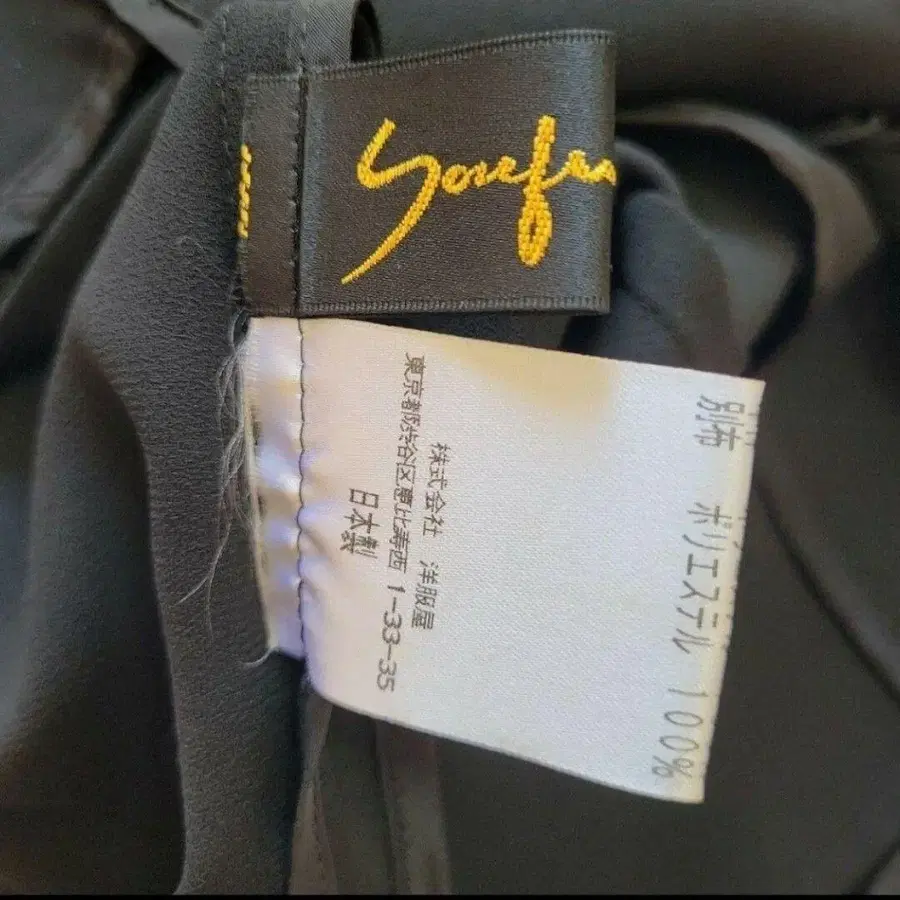 別布 ポリエステル 100%
株式会社 洋服屋
東京都渋谷区恵比寿西 1-33-35
日本製